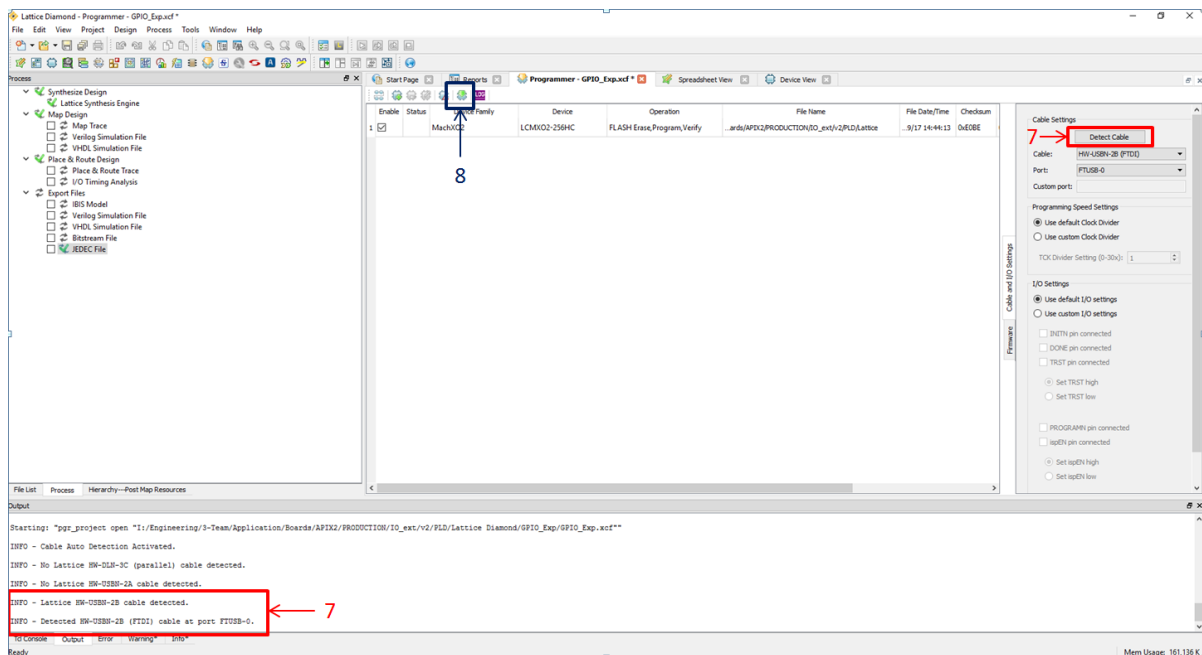 Lattice Diamond - Programmer - GPIO_Exp.xcf *
File Edit View Project Design Process Tools Window Help
Process
Synthesize Design
Lattice Synthesis Engine
Map Design
Map Trace
Verilog Simulation File
VHDL Simulation File
Place & Route Design
Place & Route Trace
I/O Timing Analysis
Export Files
IBIS Model
Verilog Simulation File
VHDL Simulation File
Bitstream File
JEDEC File
File List Process Hierarchy---Post Map Resources
Start Page Reports Programmer - GPIO_Exp.xcf * Spreadsheet View Device View
Enable Status Family Device Operation File Name File Date/Time Checksum
1 MachXO2 LCMXO2-256HC FLASH Erase,Program,Verify ...ards/APIX2/PRODUCTION/IO_ext/v2/PLD/Lattice ...9/17 14:44:13 0xE0BE
8
Cable and I/O Settings
Firmware
Cable Settings
7
Detect Cable
Cable: HW-USBN-2B (FTDI)
Port: FTUSB-0
Custom port:
Programming Speed Settings
Use default Clock Divider
Use custom Clock Divider
TCK Divider Setting (0-30x): 1
I/O Settings
Use default I/O settings
Use custom I/O settings
INITN pin connected
DONE pin connected
TRST pin connected
Set TRST high
Set TRST low
PROGRAMN pin connected
ispEN pin connected
Set ispEN high
Set ispEN low
Output
Starting: "pgr_project open "I:/Engineering/3-Team/Application/Boards/APIX2/PRODUCTION/IO_ext/v2/PLD/Lattice Diamond/GPIO_Exp/GPIO_Exp.xcf""
INFO - Cable Auto Detection Activated.
INFO - No Lattice HW-DLN-3C (parallel) cable detected.
INFO - No Lattice HW-USBN-2A cable detected.
INFO - Lattice HW-USBN-2B cable detected.
INFO - Detected HW-USBN-2B (FTDI) cable at port FTUSB-0.
7
Tcl Console Output Error Warning* Info*
Ready
Mem Usage: 161,136 K